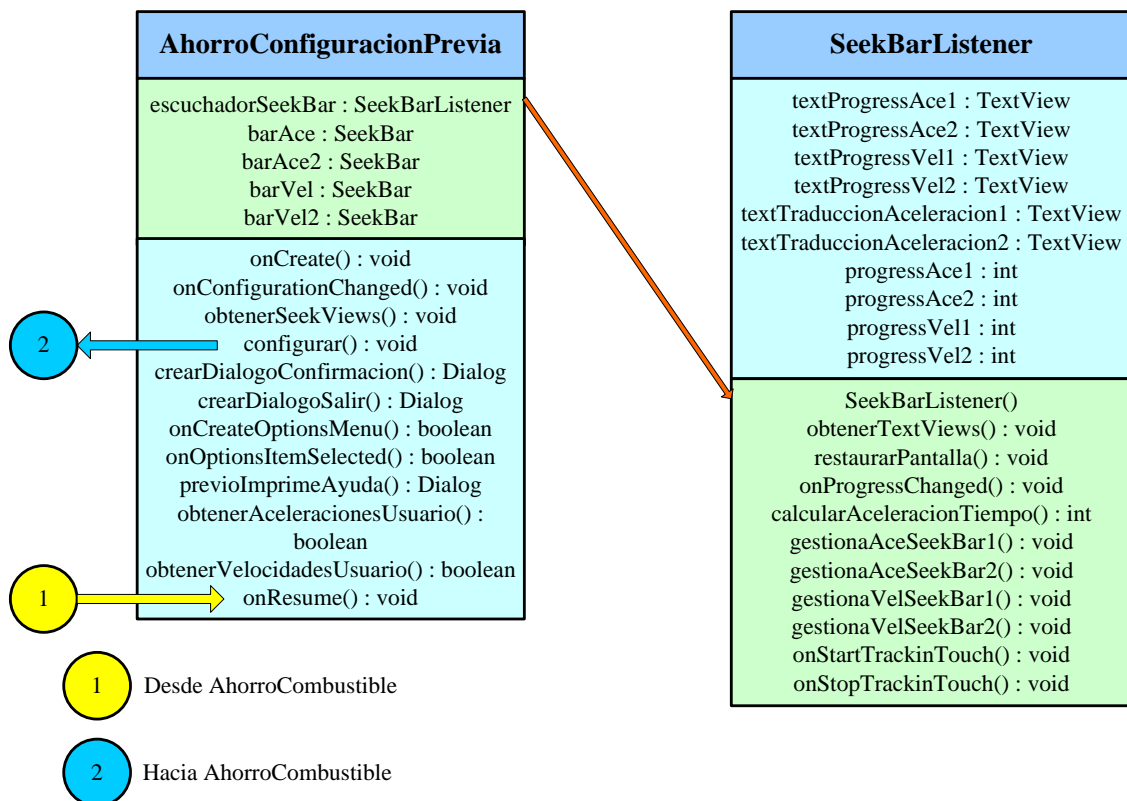 AhorroConfiguracionPrevia
escuchadorSeekBar : SeekBarListener
barAce : SeekBar
barAce2 : SeekBar
barVel : SeekBar
barVel2 : SeekBar
onCreate() : void
onConfigurationChanged() : void
obtenerSeekViews() : void
configurar() : void
crearDialogoConfirmacion() : Dialog
crearDialogoSalir() : Dialog
onCreateOptionsMenu() : boolean
onOptionsItemSelected() : boolean
previoImprimeAyuda() : Dialog
obtenerAceleracionesUsuario() :
boolean
obtenerVelocidadesUsuario() : boolean
onResume() : void
2
1
SeekBarListener
textProgressAce1 : TextView
textProgressAce2 : TextView
textProgressVel1 : TextView
textProgressVel2 : TextView
textTraduccionAceleracion1 : TextView
textTraduccionAceleracion2 : TextView
progressAce1 : int
progressAce2 : int
progressVel1 : int
progressVel2 : int
SeekBarListener()
obtenerTextViews() : void
restaurarPantalla() : void
onProgressChanged() : void
calcularAceleracionTiempo() : int
gestionaAceSeekBar1() : void
gestionaAceSeekBar2() : void
gestionaVelSeekBar1() : void
gestionaVelSeekBar2() : void
onStartTrackinTouch() : void
onStopTrackinTouch() : void
1 Desde AhorroCombustible
2 Hacia AhorroCombustible